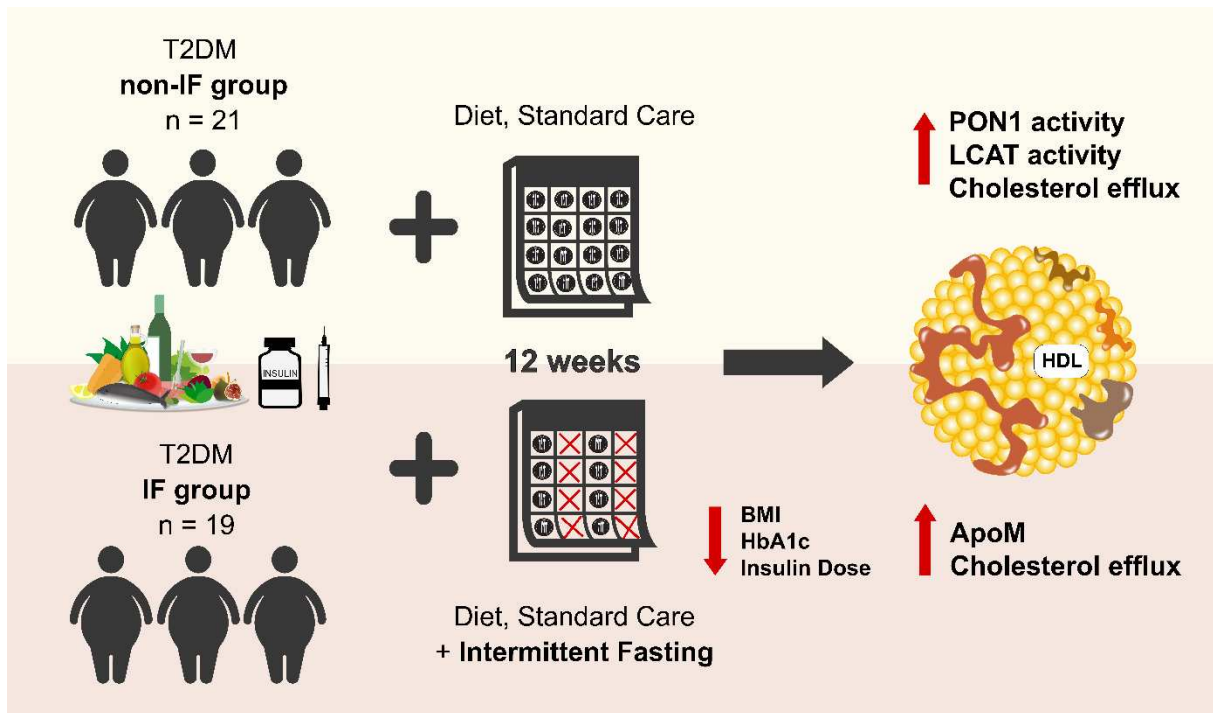 T2DM
non-IF group
n = 21
Diet, Standard Care
PON1 activity
LCAT activity
Cholesterol efflux
INSULIN
12 weeks
HDL
T2DM
IF group
n = 19
BMI
HbA1c
Insulin Dose
ApoM
Cholesterol efflux
Diet, Standard Care
+ Intermittent Fasting